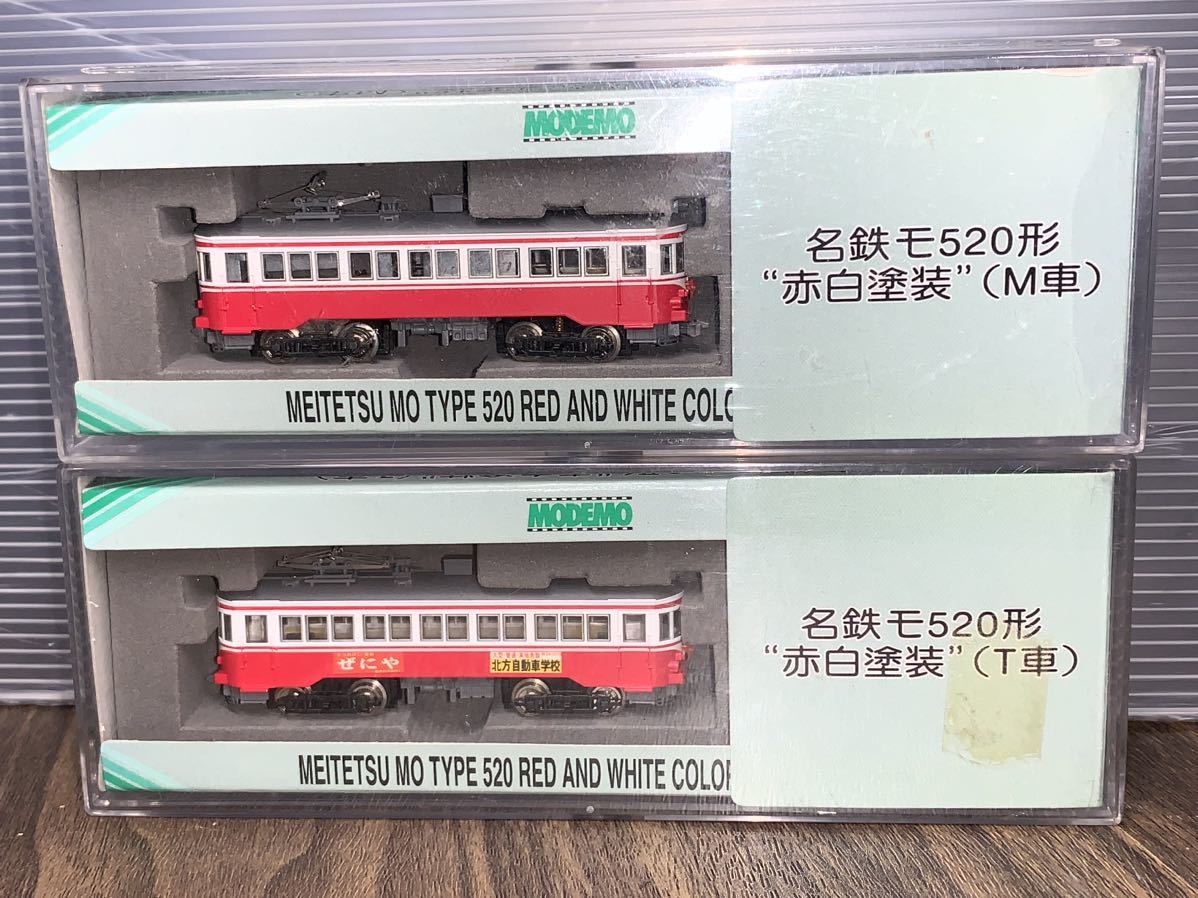 MODEMO
名鉄モ520形
“赤白塗装”(M車)
MEITETSU MO TYPE 520 RED AND WHITE COLO
MODEMO
名鉄モ520形
“赤白塗装”(T車)
ぜにや
北方自動車学校
MEITETSU MO TYPE 520 RED AND WHITE COLOR